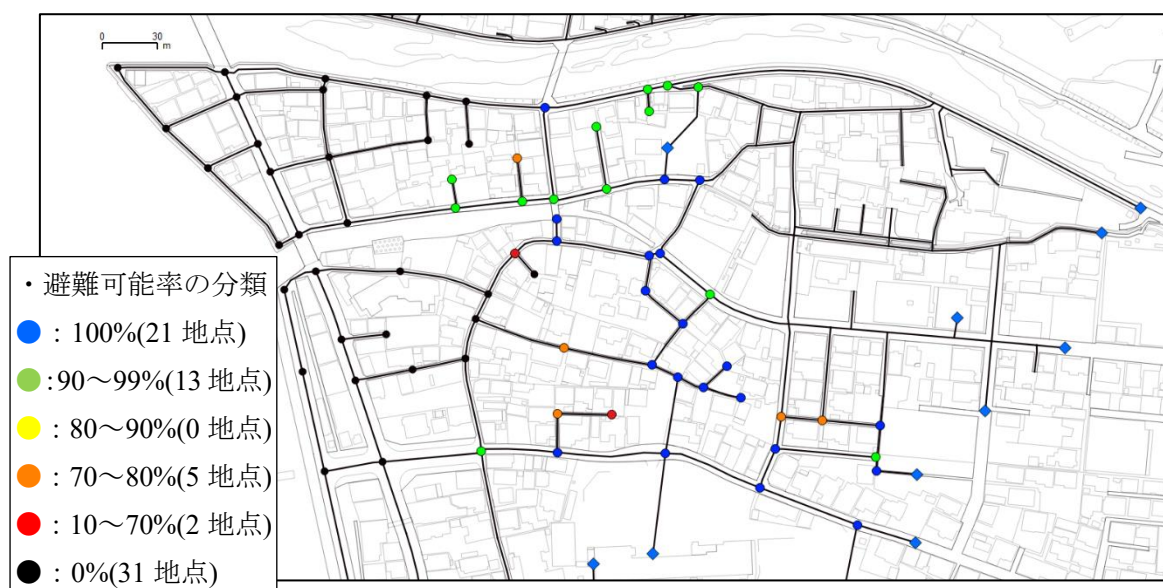 0 30
m
・避難可能率の分類
：100%(21 地点)
：90～99%(13 地点)
：80～90%(0 地点)
：70～80%(5 地点)
：10～70%(2 地点)
：0%(31 地点)